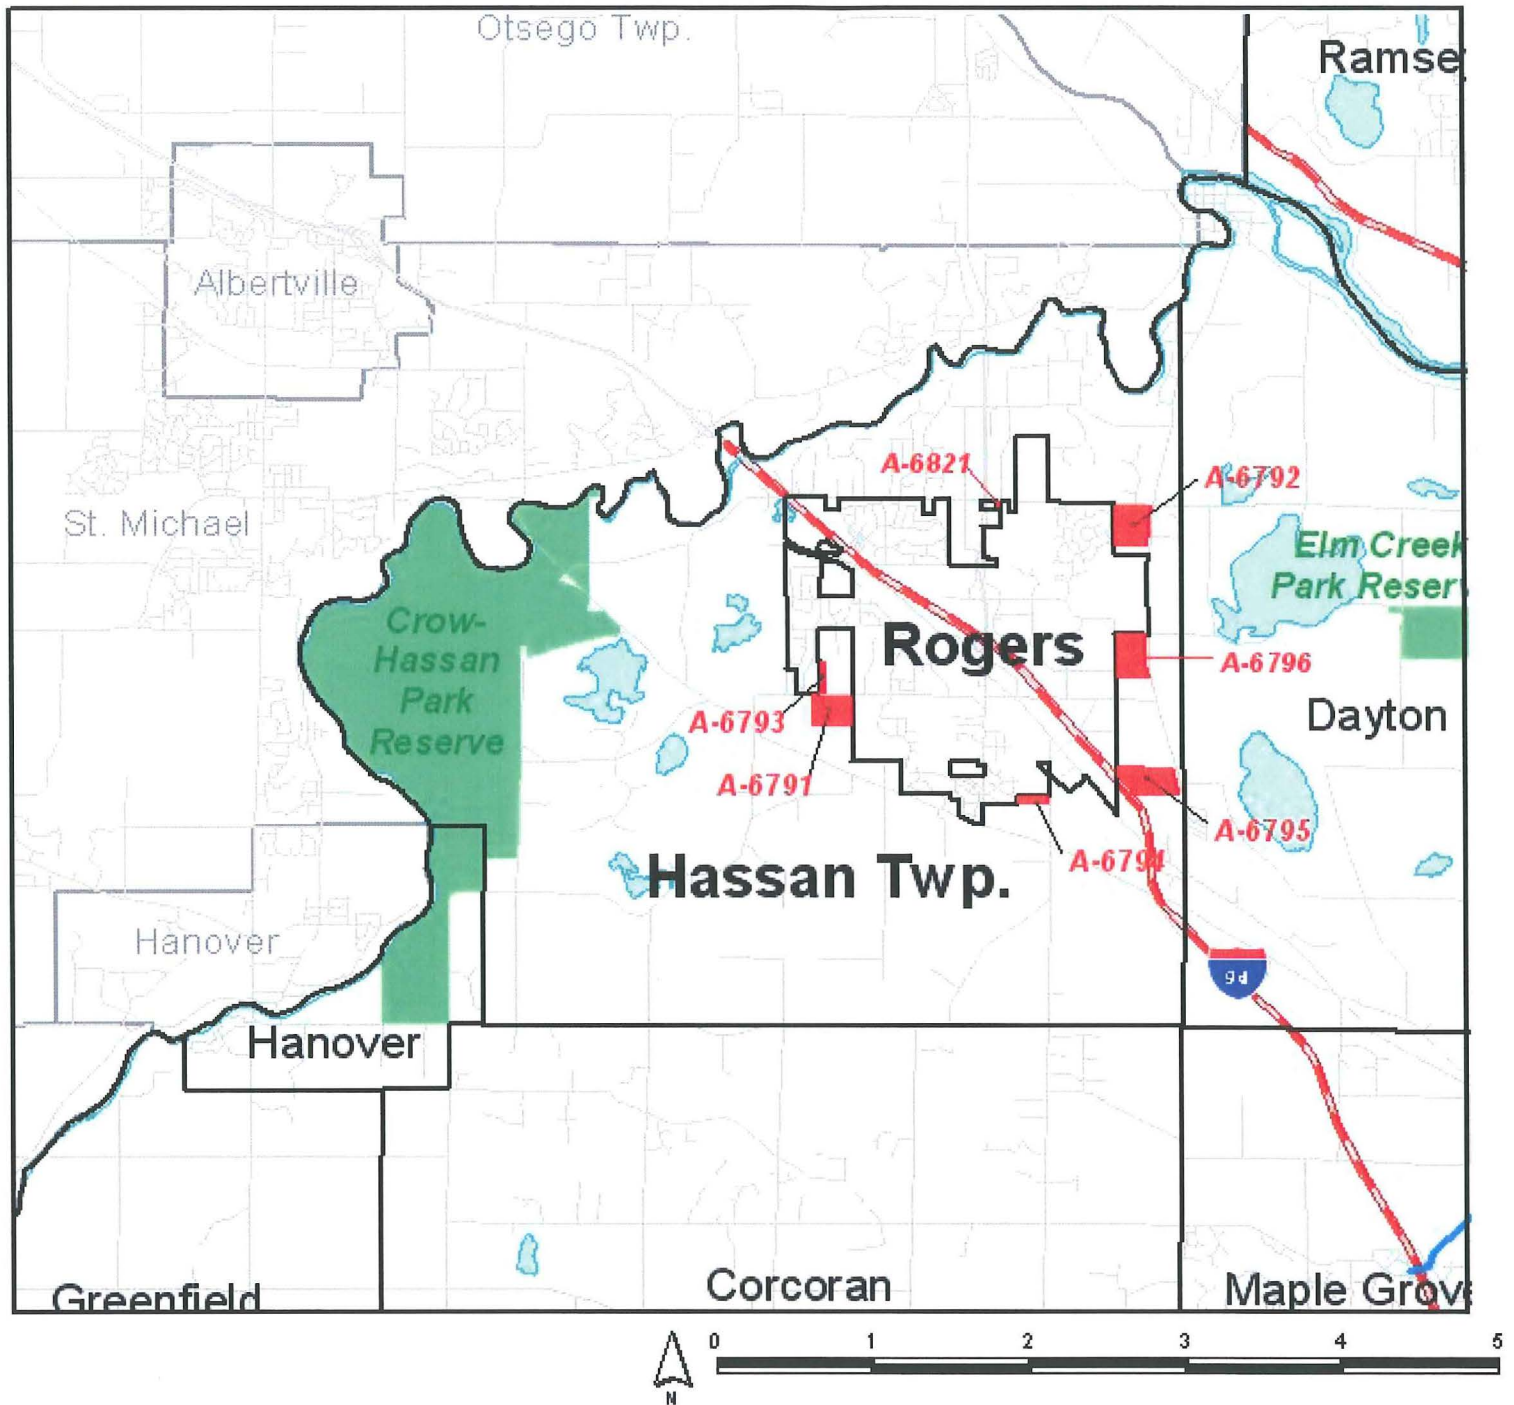 Otsego Twp.
Ramse
Albertville
A-6821
A-6792
St. Michael
Elm Creek
Park Reserv
Crow-
Hassan
Park
Reserve
Rogers
A-6796
A-6793
Dayton
A-6791
A-6795
A-6794
Hassan Twp.
Hanover
94
Hanover
Greenfield
Corcoran
Maple Grove
0 1 2 3 4 5
N